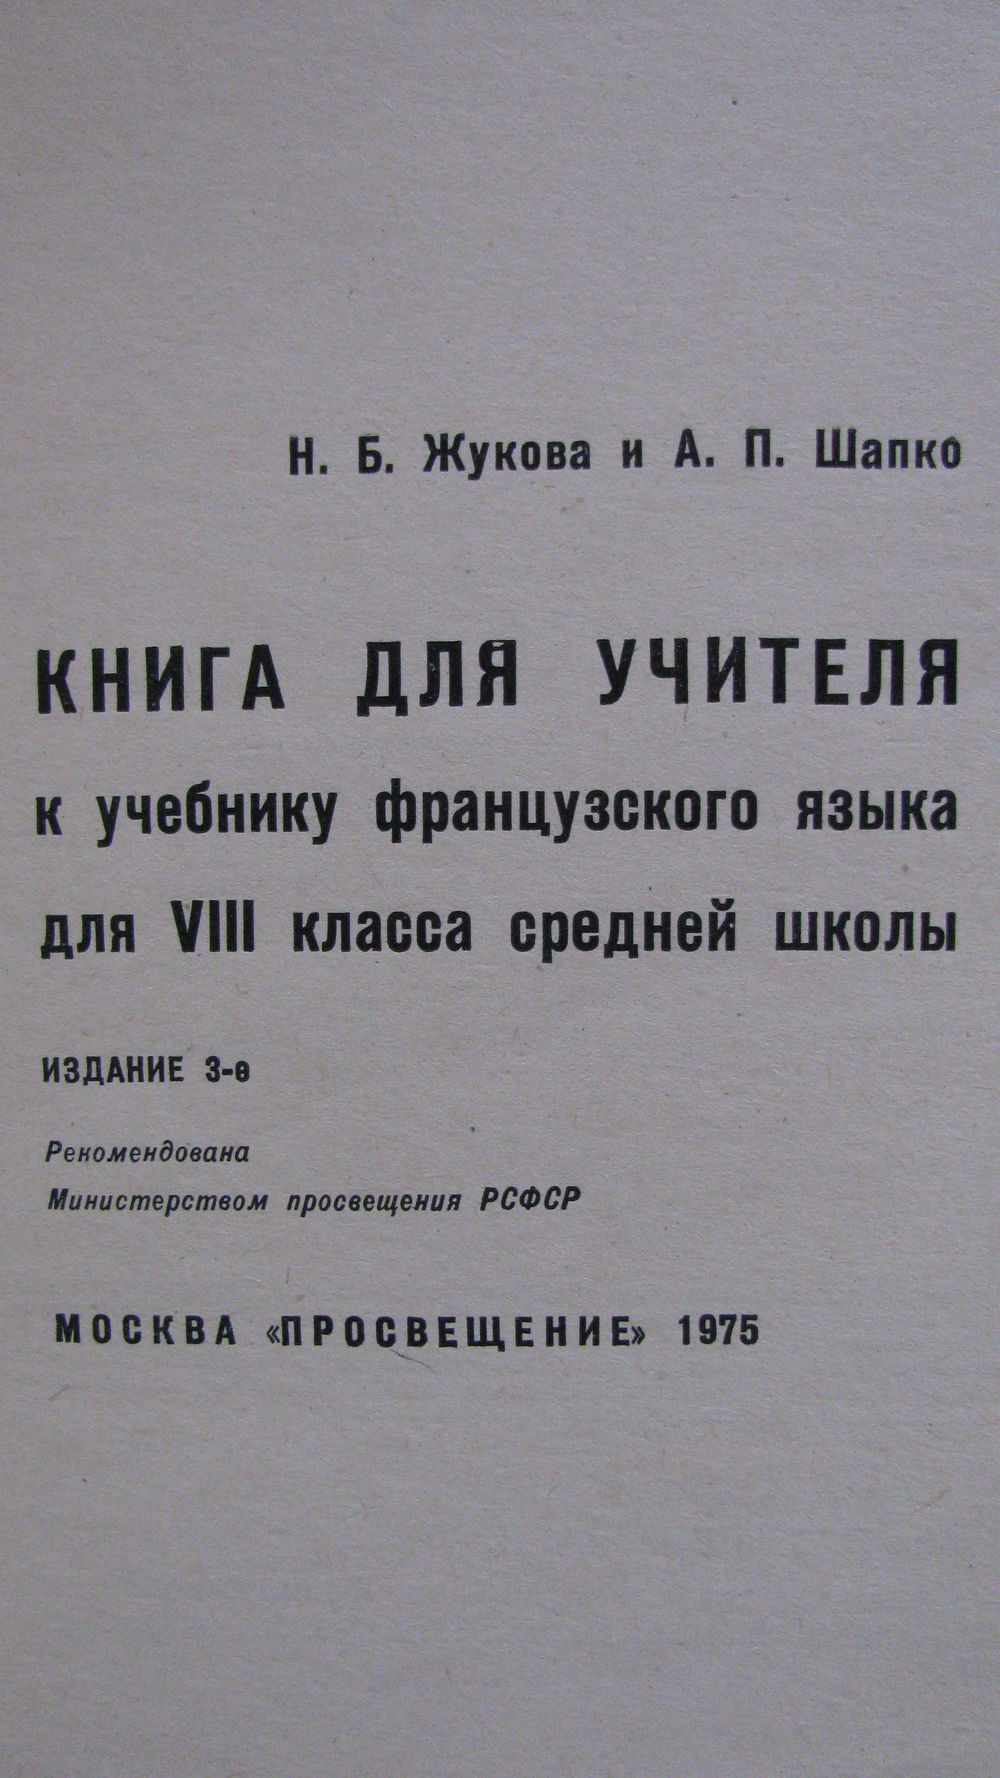 Н. Б. Жукова и А. П. Шапко
КНИГА ДЛЯ УЧИТЕЛЯ
к учебнику французского языка
для VIII класса средней школы
ИЗДАНИЕ 3-е
Рекомендована
Министерством просвещения РСФСР
МОСКВА «ПРОСВЕЩЕНИЕ» 1975